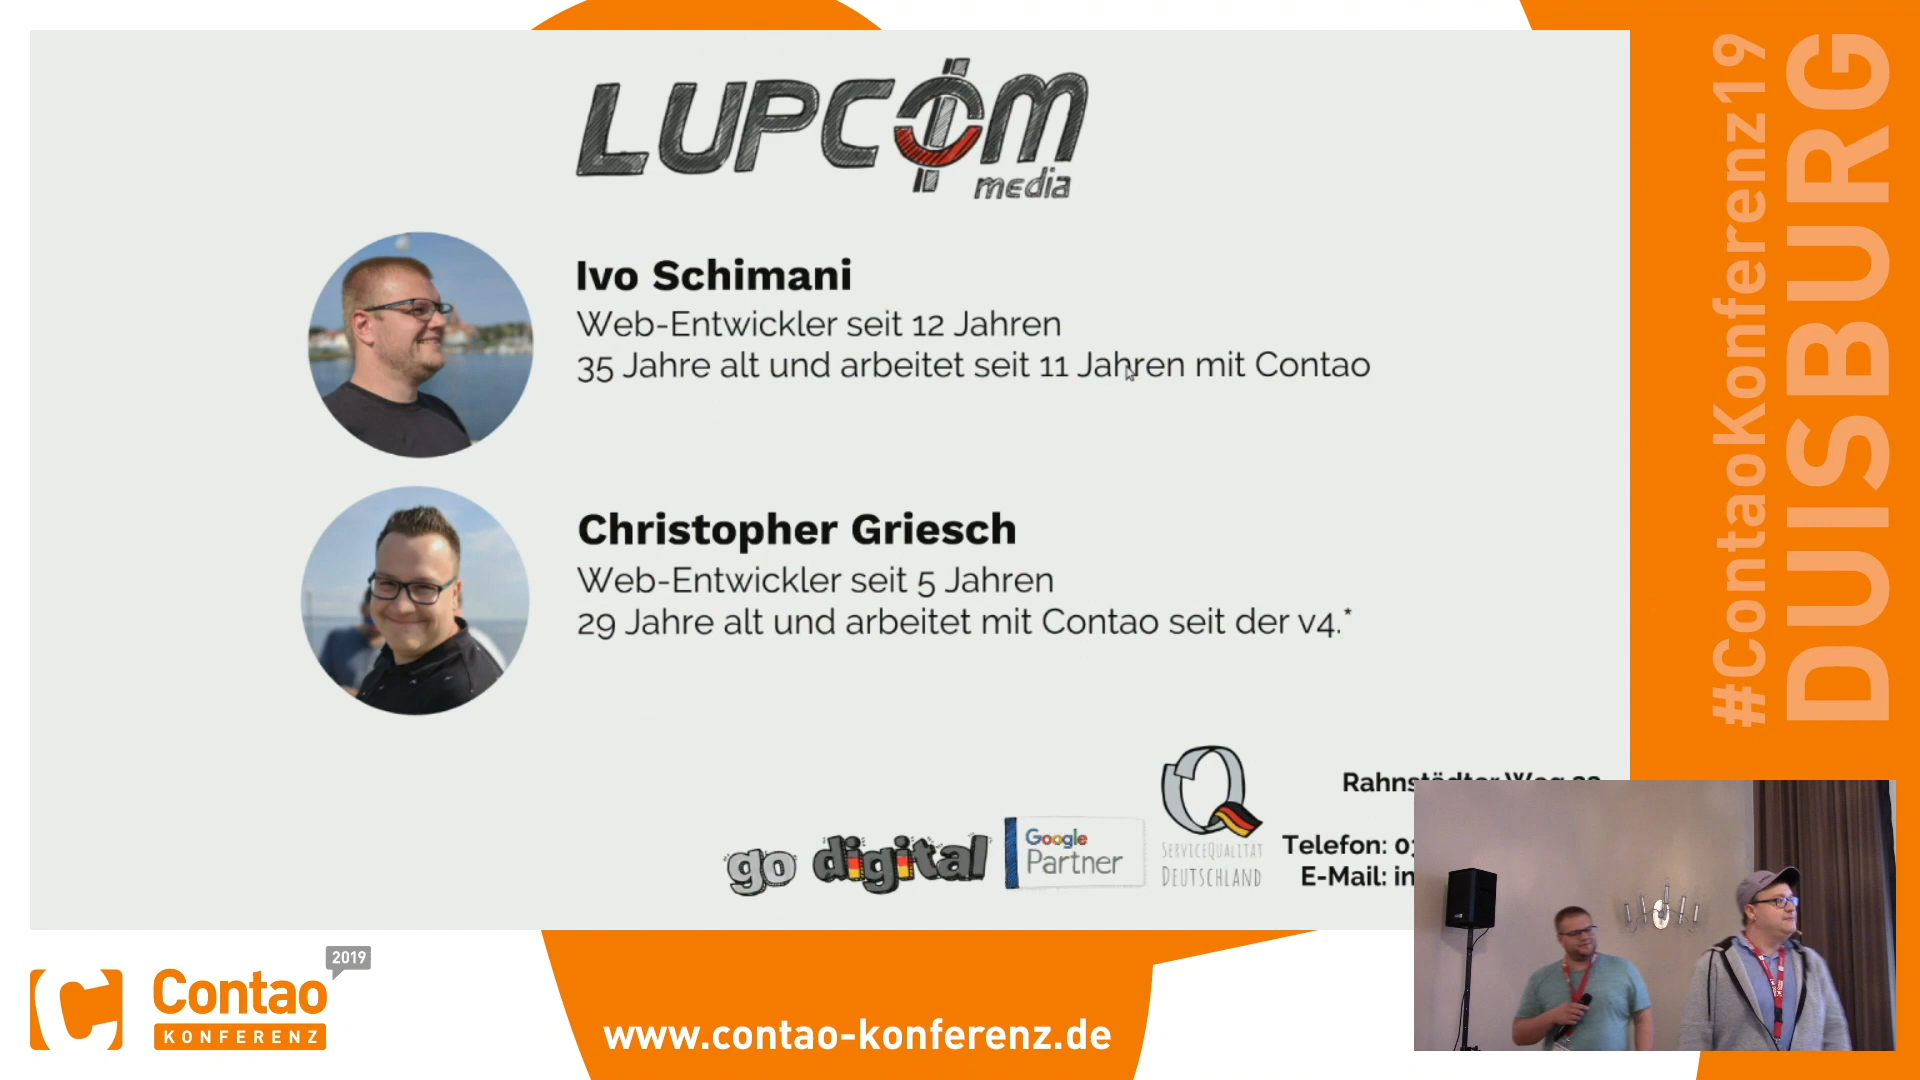 LUPCOM
media
Ivo Schimani
Web-Entwickler seit 12 Jahren
35 Jahre alt und arbeitet seit 11 Jahren mit Contao
Christopher Griesch
Web-Entwickler seit 5 Jahren
29 Jahre alt und arbeitet mit Contao seit der v4.*
go digital
Google
Partner
SERVICEQUALITÄT
DEUTSCHLAND
Telefon:
E-Mail:
#ContaoKonferenz19
DUISBURG
2019
Contao
KONFERENZ
www.contao-konferenz.de